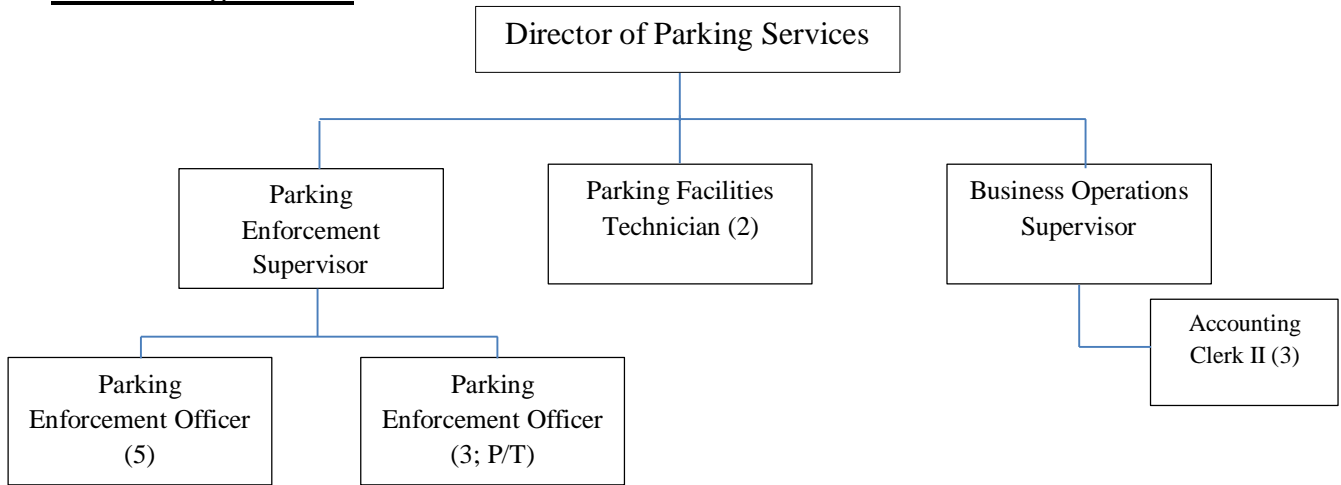 Director of Parking Services
Parking
Enforcement
Supervisor
Parking Facilities
Technician (2)
Business Operations
Supervisor
Accounting
Clerk II (3)
Parking
Enforcement Officer
(5)
Parking
Enforcement Officer
(3; P/T)